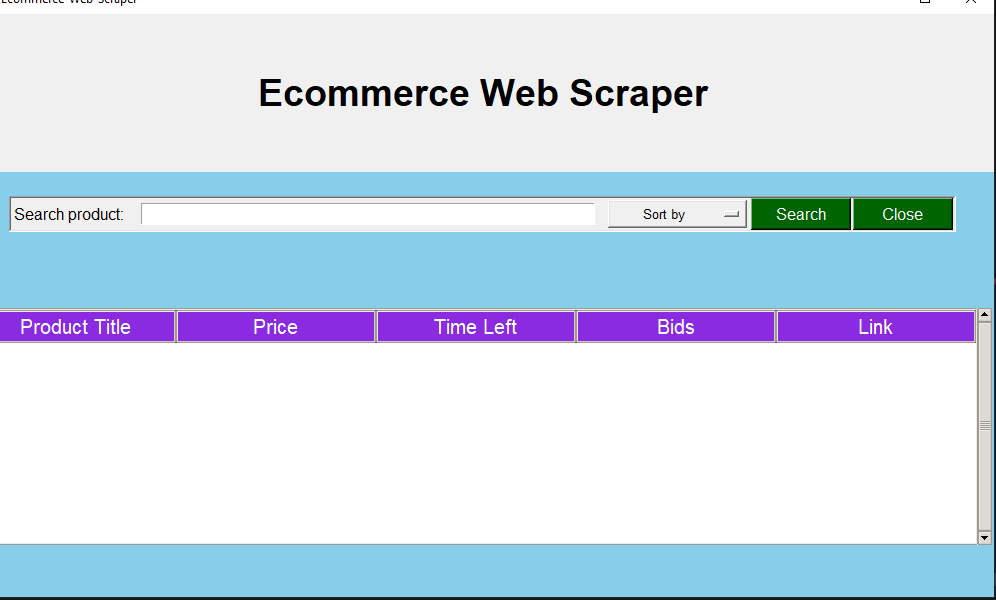 Ecommerce Web Scraper
Ecommerce Web Scraper
Search product: Sort by Search Close
Product Title Price Time Left Bids Link